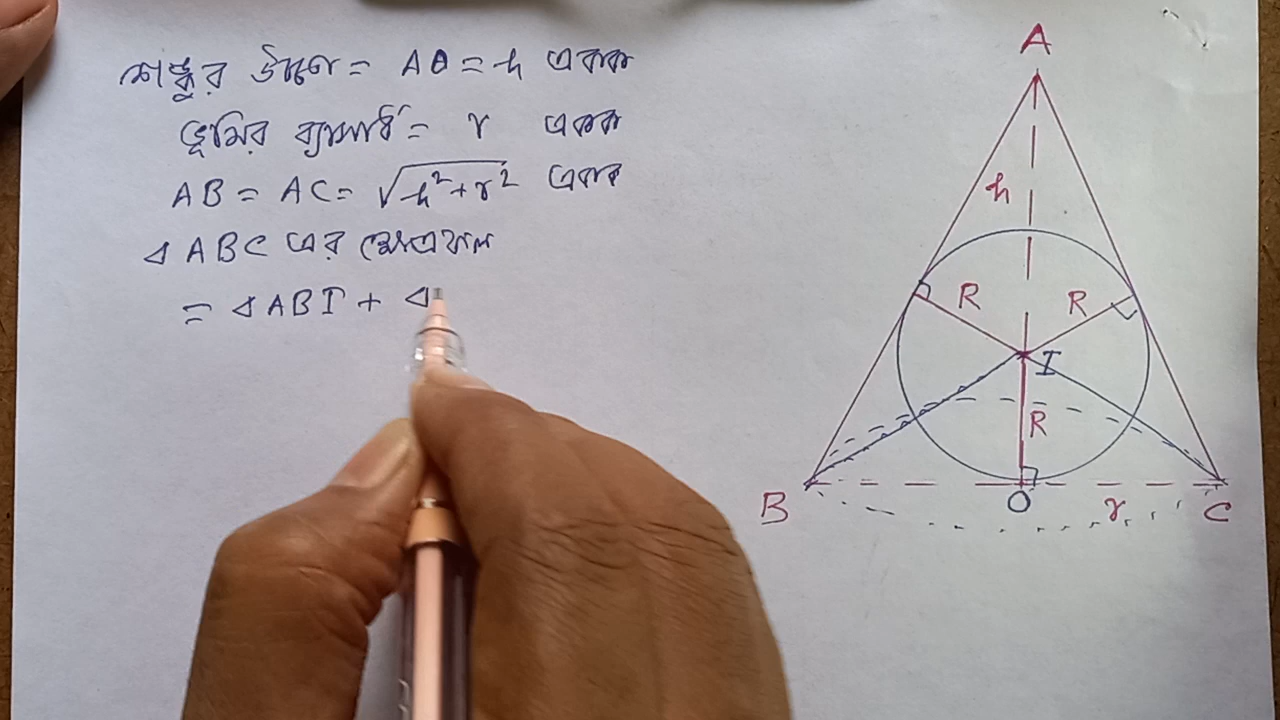 শঙ্কুর উচ্চতা = AO = h একক
ভূমির ব্যাসার্ধ = r একক
AB = AC = √h²+r² একক
△ABC এর ক্ষেত্রফল
= △ABI + △
A
h
R
R
I
R
B
O
r
C